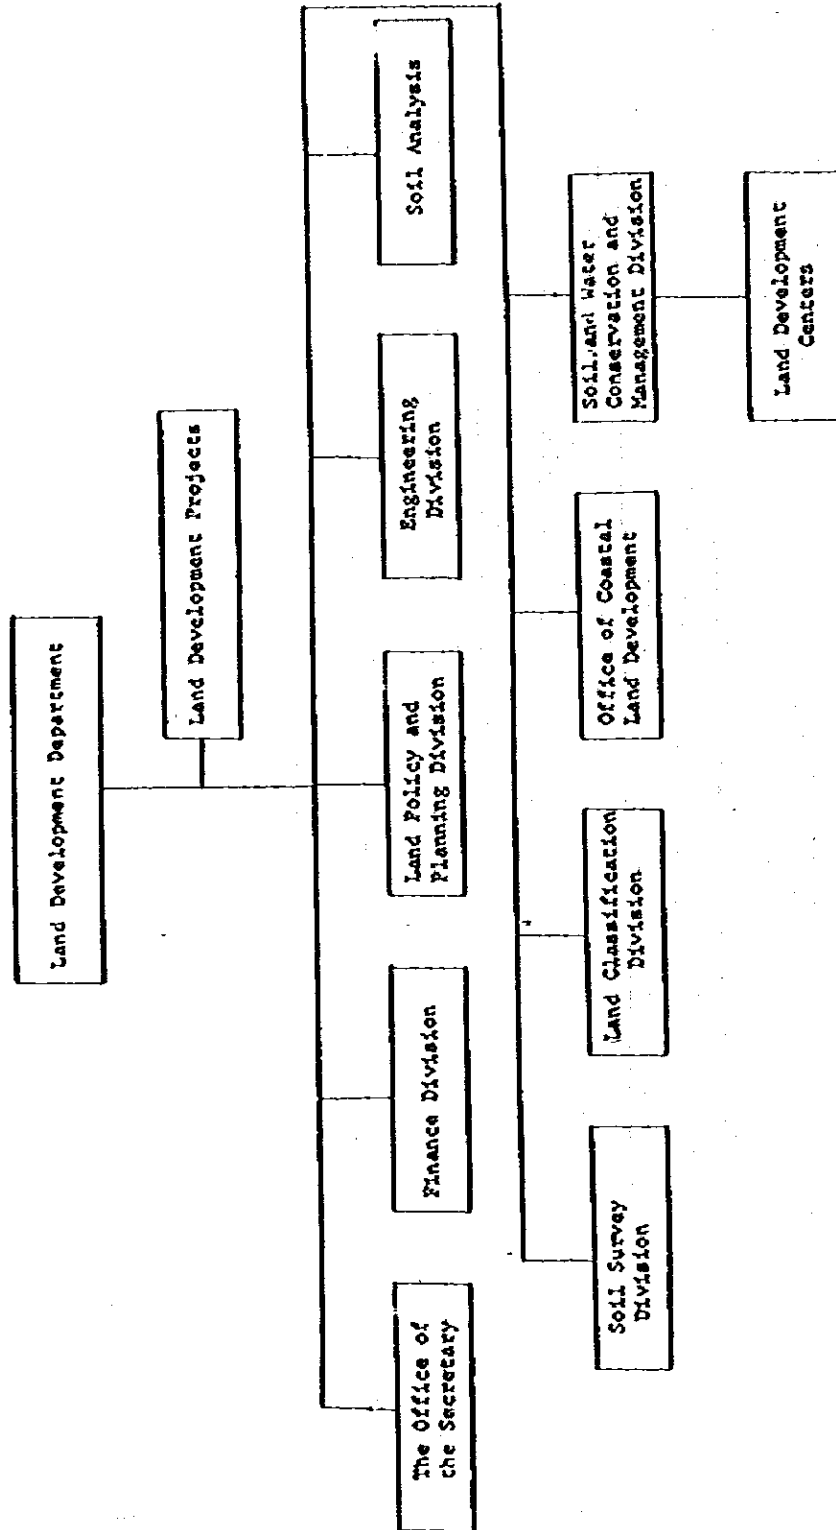 Land Development Department
Land Development Projects
The Office of
the Secretary
Finance Division
Land Policy and
Planning Division
Engineering
Division
Soil Analysis
Soil Survey
Division
Land Classification
Division
Office of Coastal
Land Development
Soil and Water
Conservation and
Management Division
Land Development
Centers